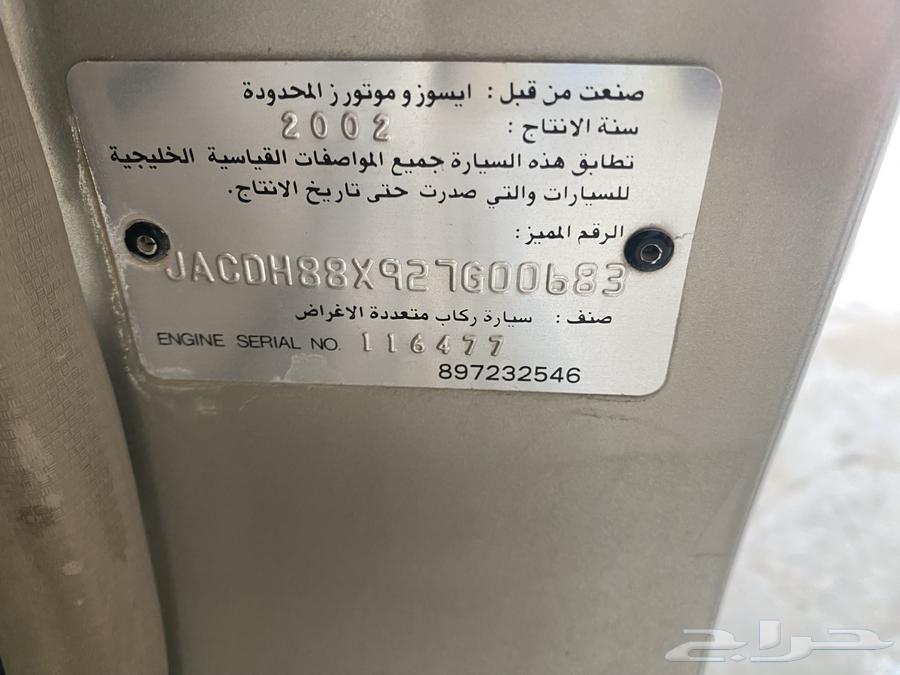 صنعت من قبل : ايسوزو موتورز المحدودة
سنة الانتاج : 2002
تطابق هذه السيارة جميع المواصفات القياسية الخليجية
للسيارات والتي صدرت حتى تاريخ الانتاج.
الرقم المميز :
JACDH88X927G00683
صنف : سيارة ركاب متعددة الاغراض
ENGINE SERIAL NO. 116477
897232546
حراج